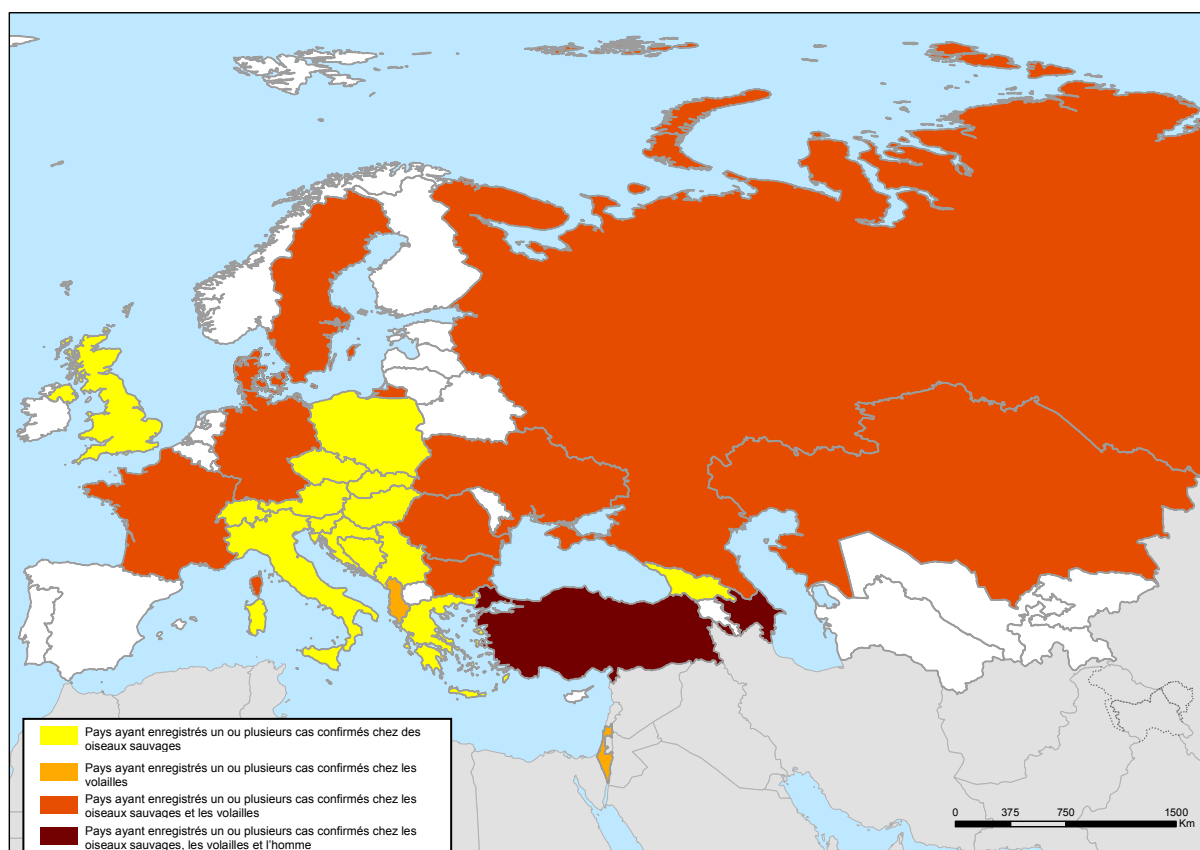 Pays ayant enregistrés un ou plusieurs cas confirmés chez des
oiseaux sauvages
Pays ayant enregistrés un ou plusieurs cas confirmés chez les
volailles
Pays ayant enregistrés un ou plusieurs cas confirmés chez les
oiseaux sauvages et les volailles
Pays ayant enregistrés un ou plusieurs cas confirmés chez les
oiseaux sauvages, les volailles et l'homme
0 375 750 1500
Km